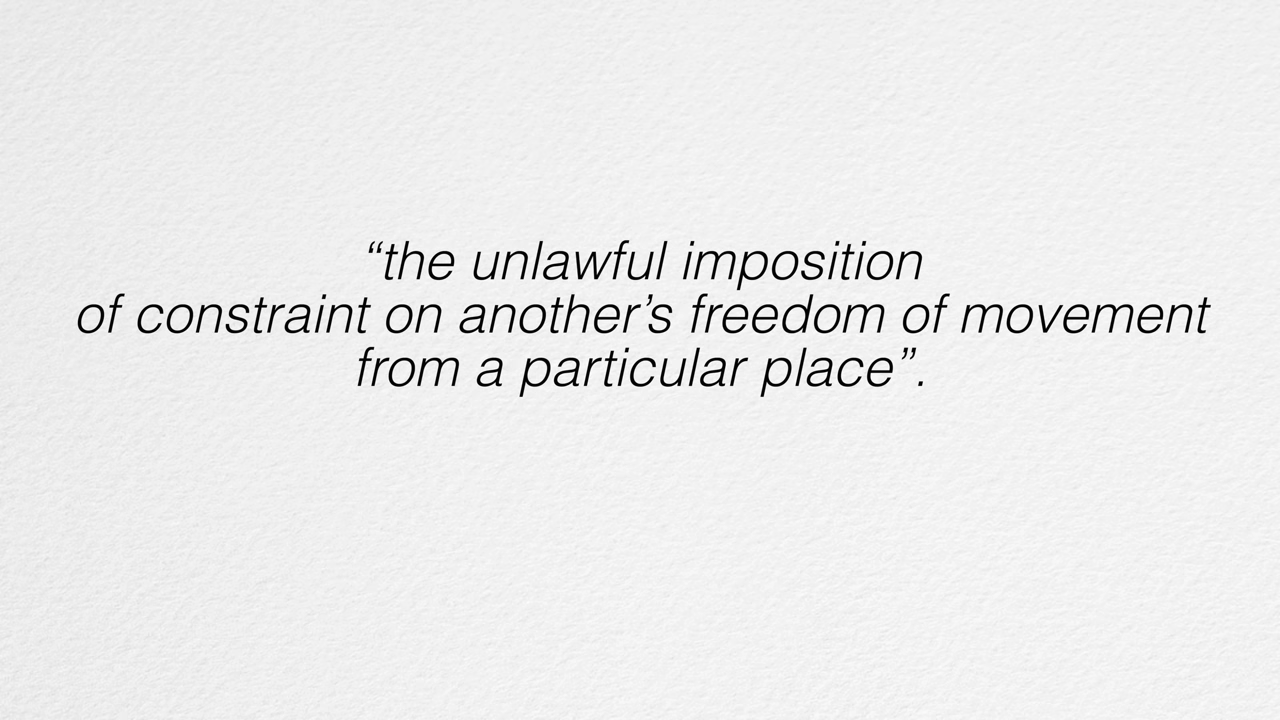 “the unlawful imposition
of constraint on another’s freedom of movement
from a particular place”.